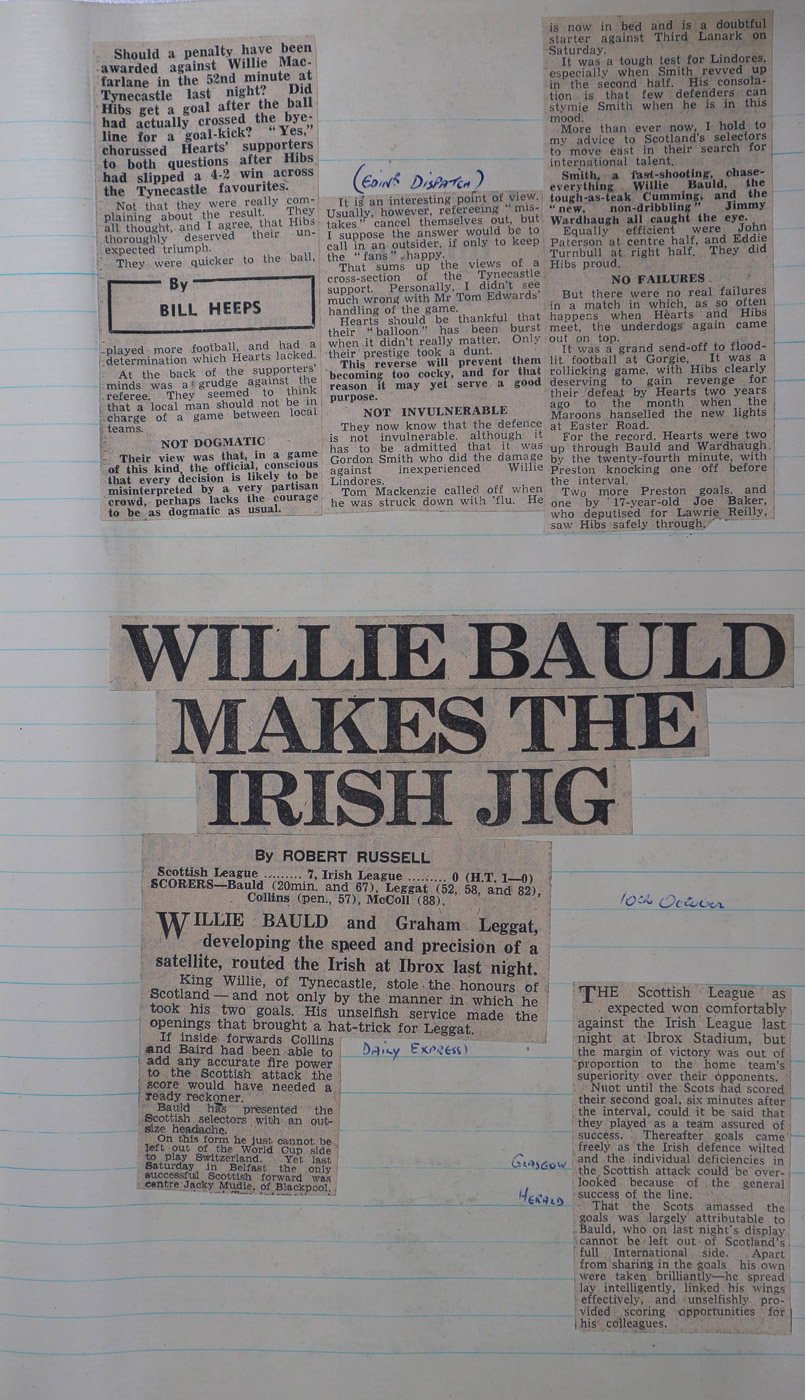 Should a penalty have been
awarded against Willie Mac-
farlane in the 52nd minute at
Tynecastle last night? Did
Hibs get a goal after the ball
had actually crossed the bye-
line for a goal-kick? "Yes,"
chorussed Hearts' supporters
to both questions after Hibs
had slipped a 4-2 win across
the Tynecastle favourites.
Not that they were really com-
plaining about the result. They
all thought, and I agree, that Hibs
thoroughly deserved their un-
expected triumph.
They were quicker to the ball,
By
BILL HEEPS
played more football, and had a
determination which Hearts lacked.
At the back of the supporters'
minds was a grudge against the
referee. They seemed to think
that a local man should not be in
charge of a game between local
teams.
NOT DOGMATIC
Their view was that, in a game
of this kind, the official, conscious
that every decision is likely to be
misinterpreted by a very partisan
crowd, perhaps lacks the courage
to be as dogmatic as usual.
(EDIN? DISPATCH)
It is an interesting point of view.
Usually, however, refereeing "mis-
takes" cancel themselves out, but
I suppose the answer would be to
call in an outsider, if only to keep
the "fans" happy.
That sums up the views of a
cross-section of the Tynecastle
support. Personally, I didn't see
much wrong with Mr Tom Edwards'
handling of the game.
Hearts should be thankful that
their "balloon" has been burst
when it didn't really matter. Only
their prestige took a dunt.
This reverse will prevent them
becoming too cocky, and for that
reason it may yet serve a good
purpose.
NOT INVULNERABLE
They now know that the defence
is not invulnerable, although it
has to be admitted that it was
Gordon Smith who did the damage
against inexperienced Willie
Lindores.
Tom Mackenzie called off when
he was struck down with 'flu. He
is now in bed and is a doubtful
starter against Third Lanark on
Saturday.
It was a tough test for Lindores,
especially when Smith revved up
in the second half. His consola-
tion is that few defenders can
stymie Smith when he is in this
mood.
More than ever now, I hold to
my advice to Scotland's selectors
to move east in their search for
international talent.
Smith, a fast-shooting, chase-
everything Willie Bauld, the
tough-as-teak Cumming, and the
"new, non-dribbling" Jimmy
Wardhaugh all caught the eye.
Equally efficient were John
Paterson at centre half, and Eddie
Turnbull at right half. They did
Hibs proud.
NO FAILURES
But there were no real failures
in a match in which, as so often
happens when Hearts and Hibs
meet, the underdogs again came
out on top.
It was a grand send-off to flood-
lit football at Gorgie. It was a
rollicking game, with Hibs clearly
deserving to gain revenge for
their defeat by Hearts two years
ago to the month when the
Maroons hanselled the new lights
at Easter Road.
For the record, Hearts were two
up through Bauld and Wardhaugh,
by the twenty-fourth minute, with
Preston knocking one off before
the interval.
Two more Preston goals, and
one by 17-year-old Joe Baker,
who deputised for Lawrie Reilly,
saw Hibs safely through.
WILLIE BAULD
MAKES THE
IRISH JIG
By ROBERT RUSSELL
Scottish League ......... 7, Irish League ......... 0 (H.T. 1—0)
SCORERS—Bauld (20min. and 67), Leggat (52, 58, and 82),
Collins (pen., 57), McColl (88).
WILLIE BAULD and Graham Leggat,
developing the speed and precision of a
satellite, routed the Irish at Ibrox last night.
King Willie, of Tynecastle, stole the honours of
Scotland—and not only by the manner in which he
took his two goals. His unselfish service made the
openings that brought a hat-trick for Leggat.
If inside forwards Collins
and Baird had been able to
add any accurate fire power
to the Scottish attack the
score would have needed a
ready reckoner.
Bauld has presented the
Scottish selectors with an out-
size headache.
On this form he just cannot be
left out of the World Cup side
to play Switzerland. Yet last
Saturday in Belfast the only
successful Scottish forward was
centre Jacky Mudie, of Blackpool.
DAILY EXPRESS)
10th October
GLASGOW
HERALD
THE Scottish League as
expected won comfortably
against the Irish League last
night at Ibrox Stadium, but
the margin of victory was out of
proportion to the home team's
superiority over their opponents.
Nuot until the Scots had scored
their second goal, six minutes after
the interval, could it be said that
they played as a team assured of
success. Thereafter goals came
freely as the Irish defence wilted
and the individual deficiencies in
the Scottish attack could be over-
looked because of the general
success of the line.
That the Scots amassed the
goals was largely attributable to
Bauld, who on last night's display
cannot be left out of Scotland's
full International side. Apart
from sharing in the goals his own
were taken brilliantly—he spread
lay intelligently, linked his wings
effectively, and unselfishly pro-
vided scoring opportunities for
his colleagues.